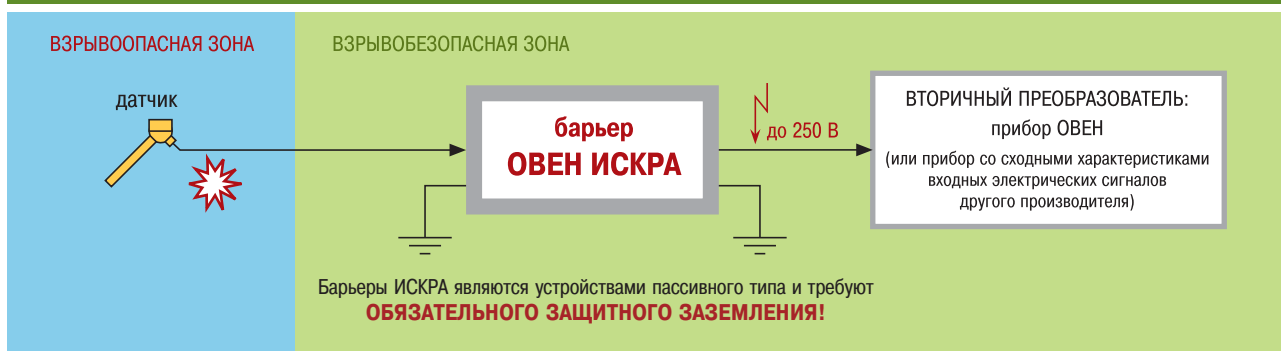 ВЗРЫВООПАСНАЯ ЗОНА
ВЗРЫВОБЕЗОПАСНАЯ ЗОНА
датчик
барьер
ОВЕН ИСКРА
до 250 В
ВТОРИЧНЫЙ ПРЕОБРАЗОВАТЕЛЬ:
прибор ОВЕН
(или прибор со сходными характеристиками
входных электрических сигналов
другого производителя)
Барьеры ИСКРА являются устройствами пассивного типа и требуют
ОБЯЗАТЕЛЬНОГО ЗАЩИТНОГО ЗАЗЕМЛЕНИЯ!